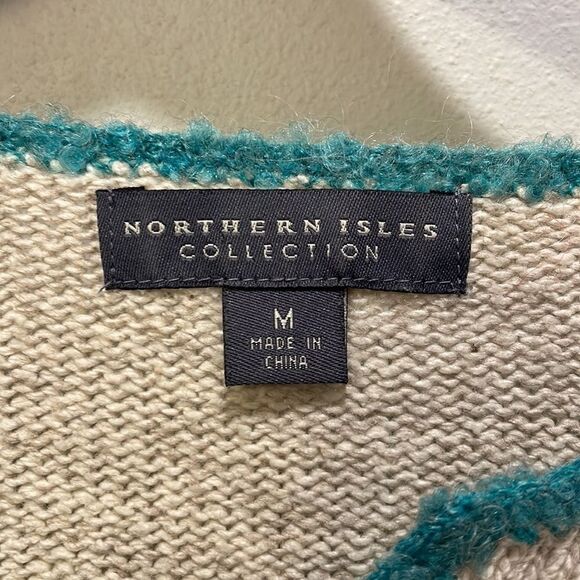 NORTHERN ISLES
COLLECTION
M
MADE IN
CHINA